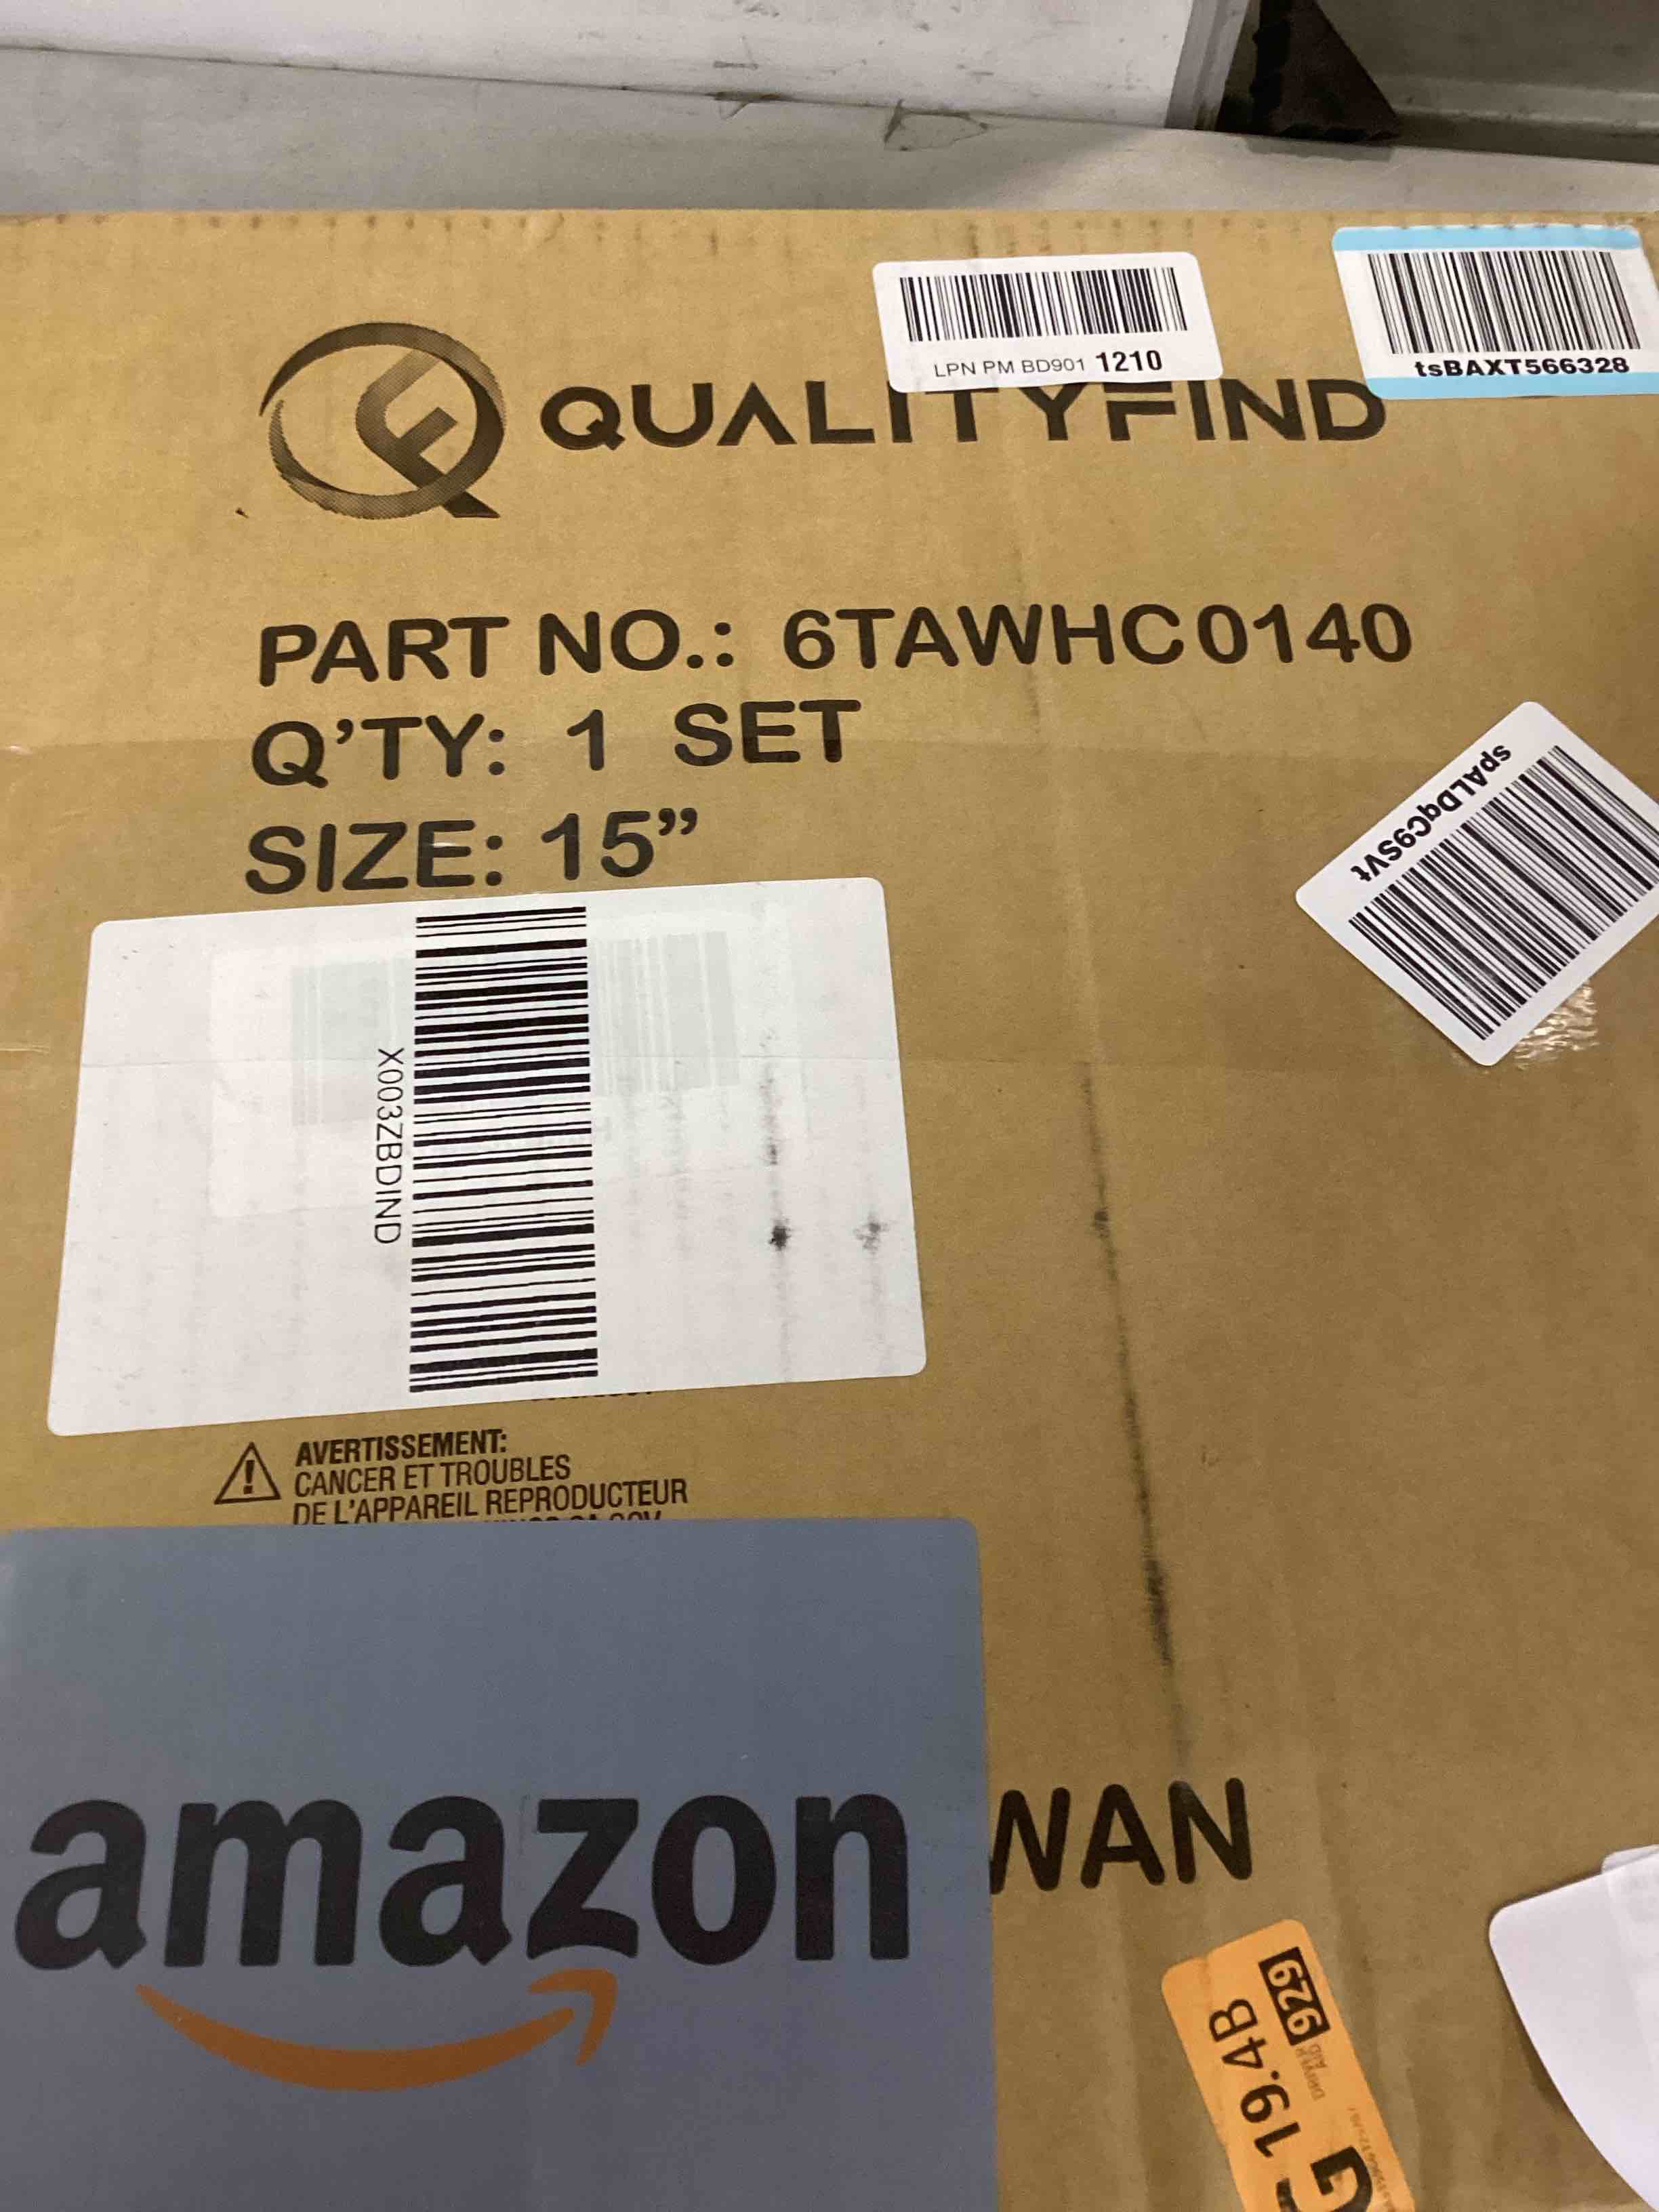 LPN PM BD901 1210
tsBAXT566328
QUALITYFIND
PART NO.: 6TAWHC0140
Q'TY: 1 SET
SIZE: 15”
spALDqC9SVt
X003ZBDIND
AVERTISSEMENT:
CANCER ET TROUBLES
DE L'APPAREIL REPRODUCTEUR
amazon
WAN
929
19.4B
G